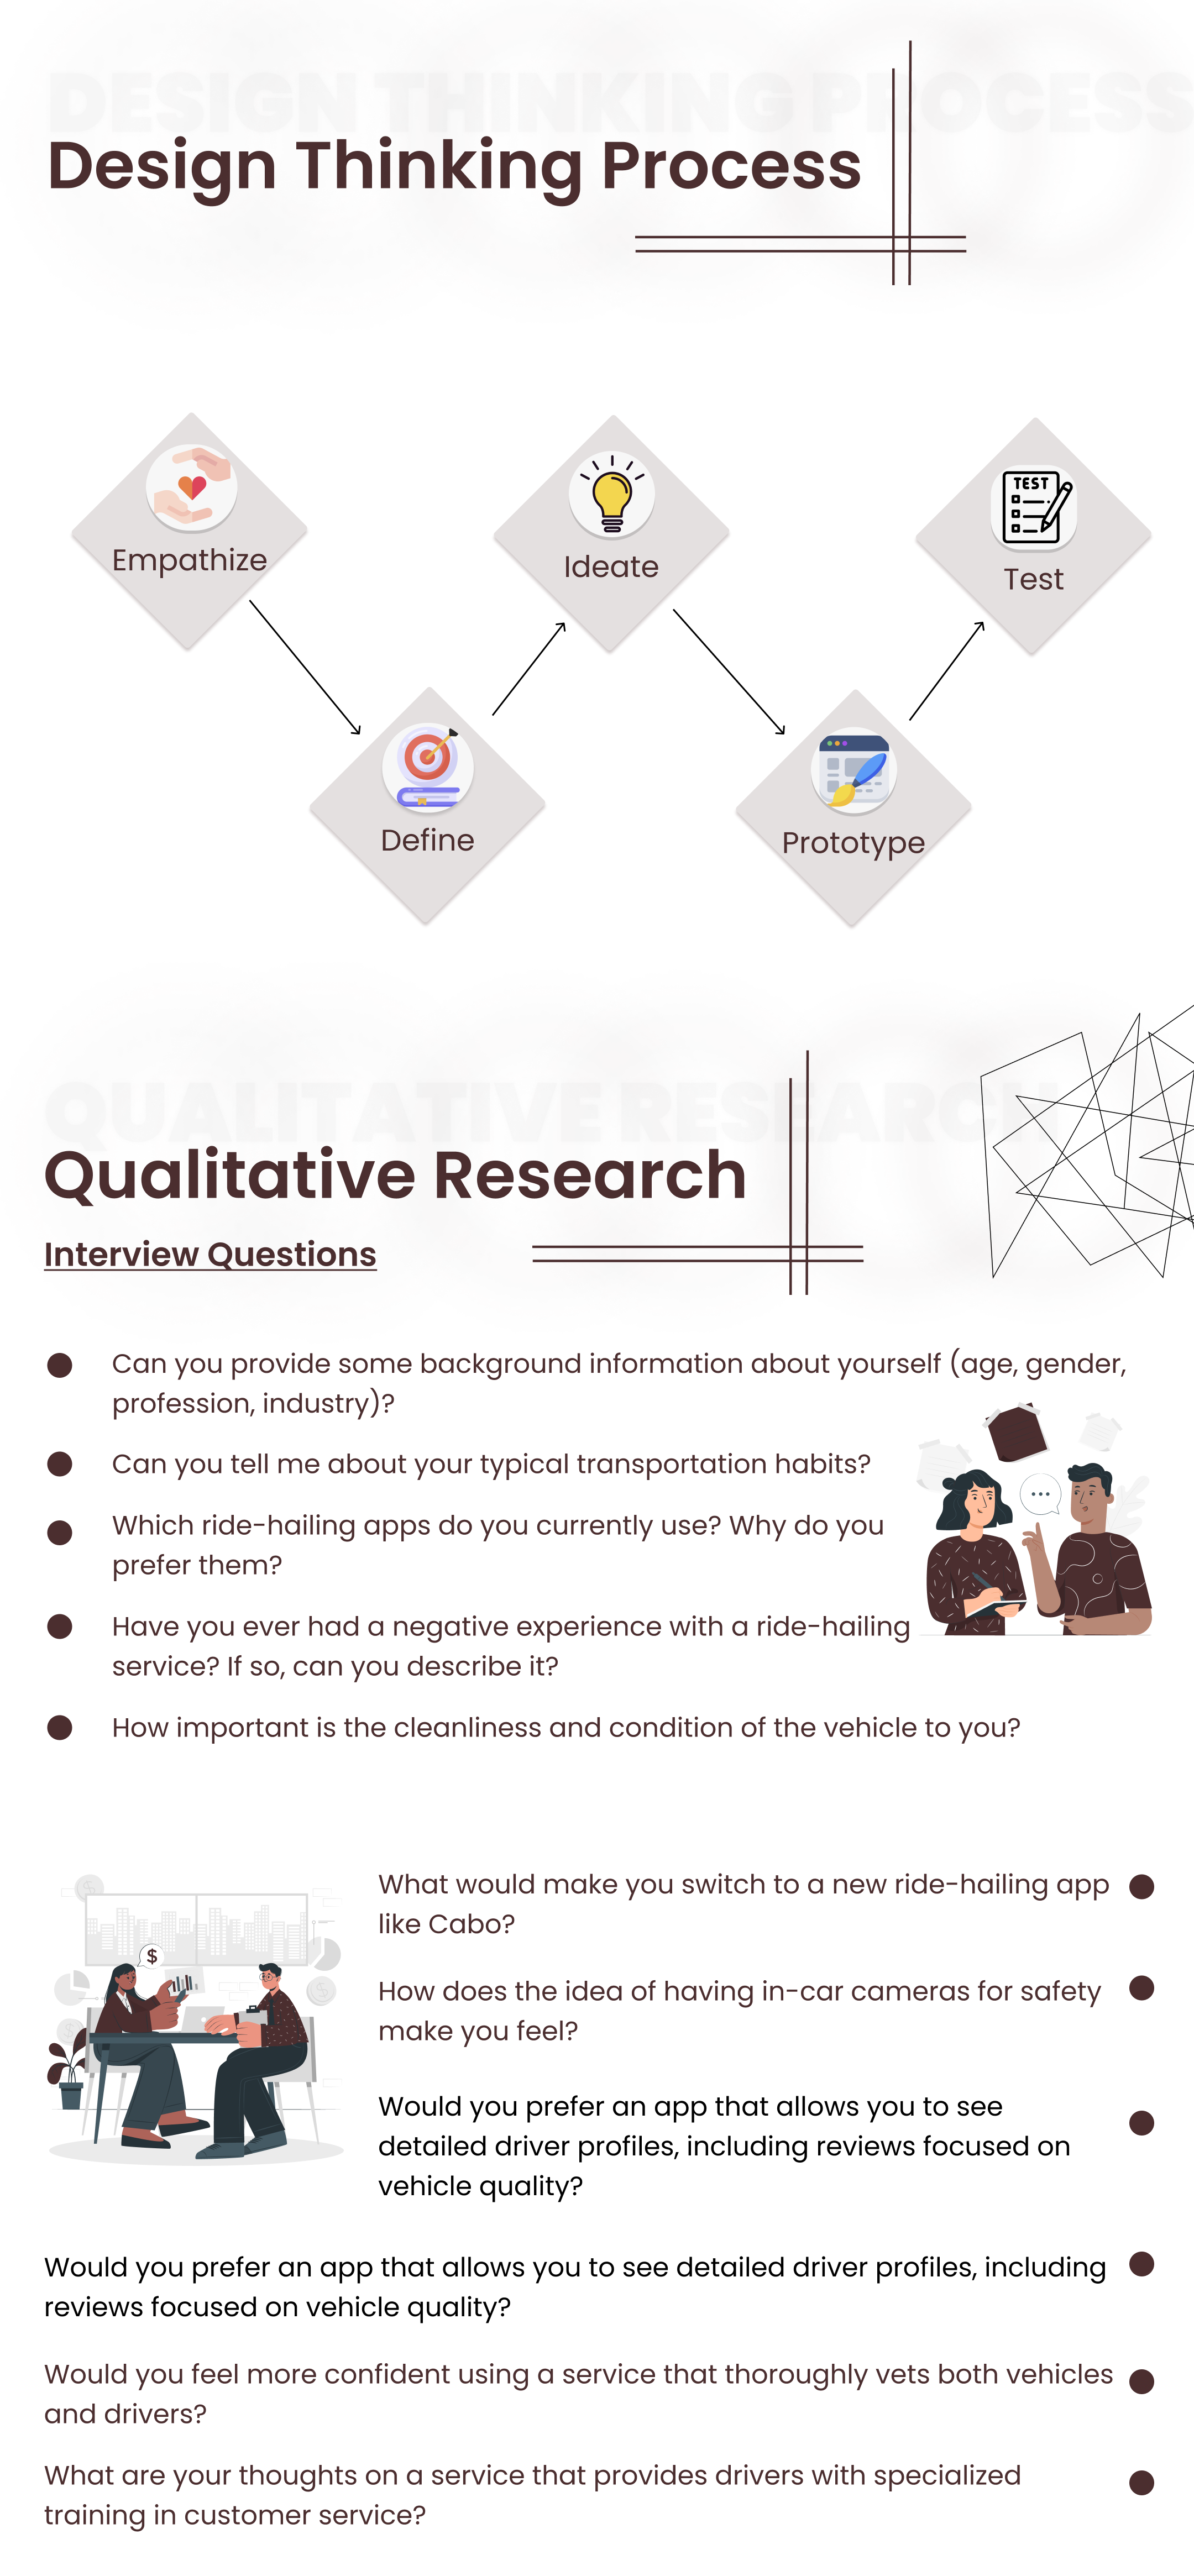 DESIGN THINKING PROCESS
Design Thinking Process
Empathize
Ideate
TEST
Test
Define
Prototype
QUALITATIVE RESEARCH
Qualitative Research
Interview Questions
Can you provide some background information about yourself (age, gender,
profession, industry)?
Can you tell me about your typical transportation habits?
Which ride-hailing apps do you currently use? Why do you
prefer them?
Have you ever had a negative experience with a ride-hailing
service? If so, can you describe it?
How important is the cleanliness and condition of the vehicle to you?
What would make you switch to a new ride-hailing app
like Cabo?
$
How does the idea of having in-car cameras for safety
make you feel?
Would you prefer an app that allows you to see
detailed driver profiles, including reviews focused on
vehicle quality?
Would you prefer an app that allows you to see detailed driver profiles, including
reviews focused on vehicle quality?
Would you feel more confident using a service that thoroughly vets both vehicles
and drivers?
What are your thoughts on a service that provides drivers with specialized
training in customer service?